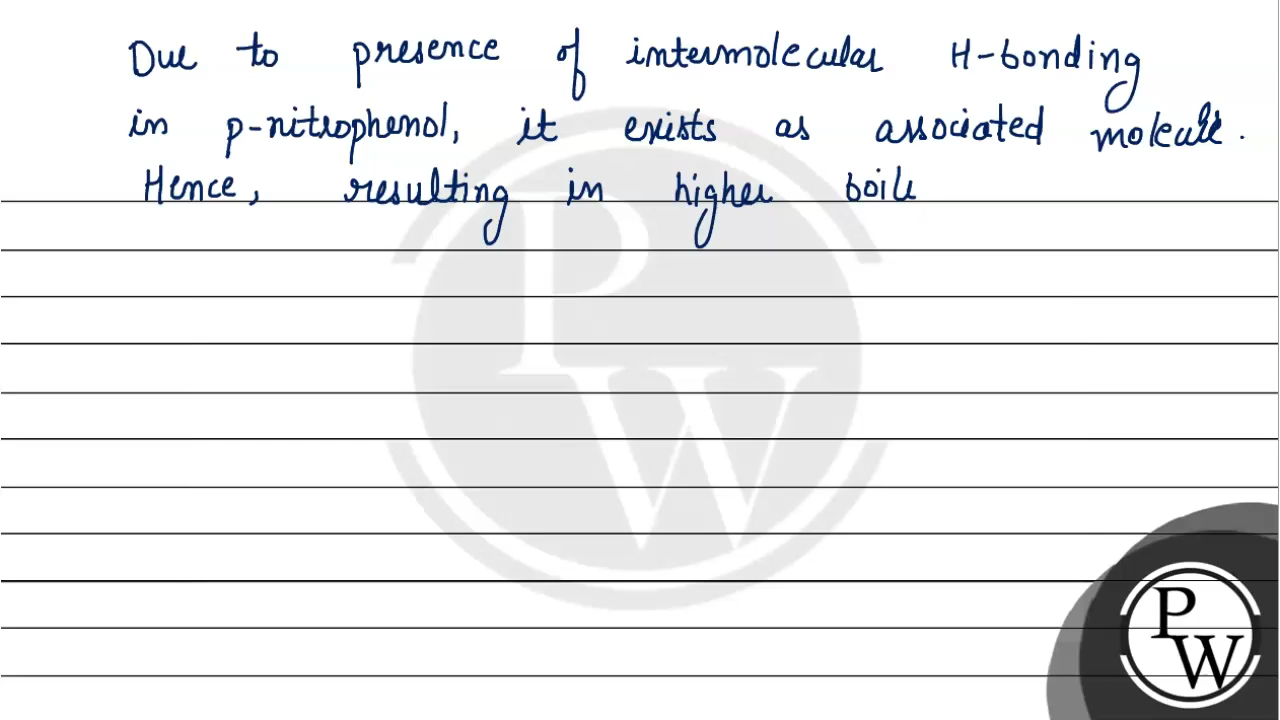 Due to presence of intermolecular H-bonding
in p-nitrophenol, it exists as associated molecule.
Hence, resulting in higher boile
P
W
P
W